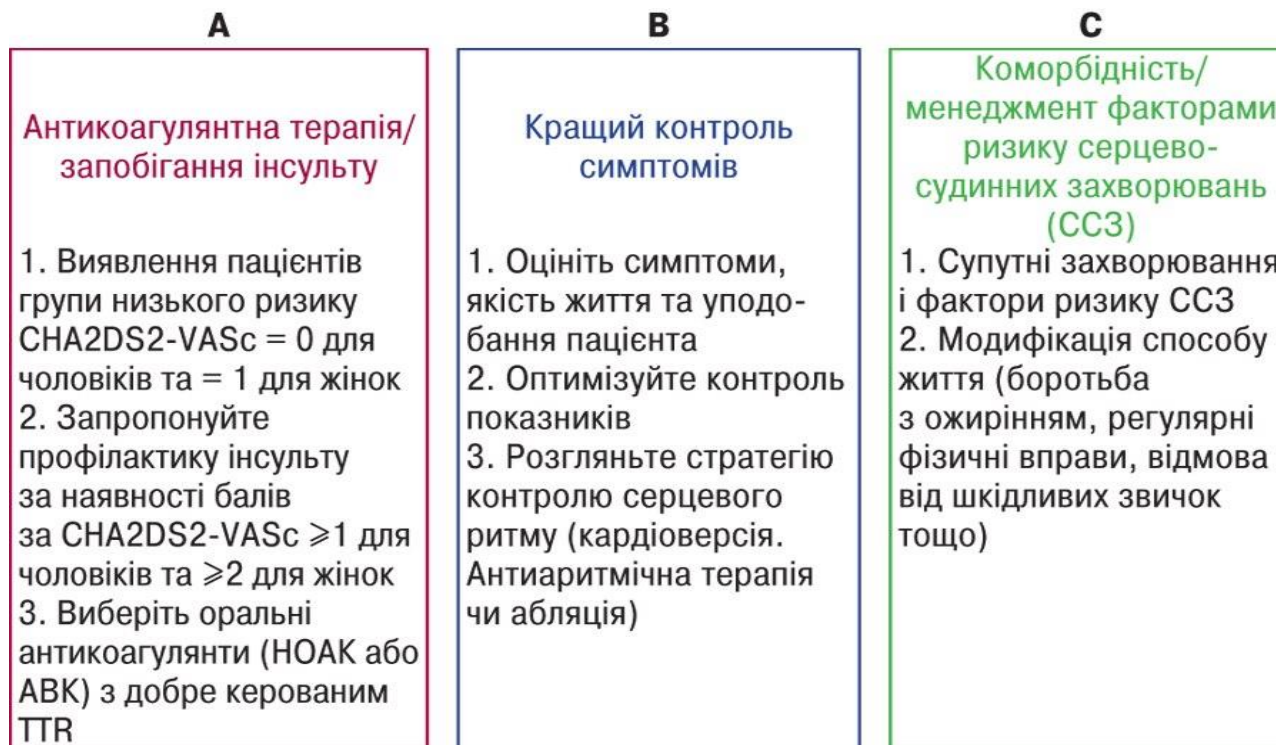 A
Антикоагулянтна терапія/
запобігання інсульту
1. Виявлення пацієнтів
групи низького ризику
CHA2DS2-VASc = 0 для
чоловіків та = 1 для жінок
2. Запропонуйте
профілактику інсульту
за наявності балів
за CHA2DS2-VASc ⩾1 для
чоловіків та ⩾2 для жінок
3. Виберіть оральні
антикоагулянти (НОАК або
АВК) з добре керованим
TTR
B
Кращий контроль
симптомів
1. Оцініть симптоми,
якість життя та уподо-
бання пацієнта
2. Оптимізуйте контроль
показників
3. Розгляньте стратегію
контролю серцевого
ритму (кардіоверсія.
Антиаритмічна терапія
чи абляція)
C
Коморбідність/
менеджмент факторами
ризику серцево-
судинних захворювань
(ССЗ)
1. Супутні захворювання
і фактори ризику ССЗ
2. Модифікація способу
життя (боротьба
з ожирінням, регулярні
фізичні вправи, відмова
від шкідливих звичок
тощо)